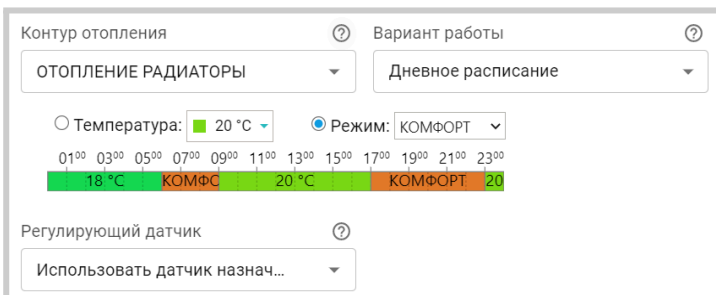 Контур отопления Вариант работы
ОТОПЛЕНИЕ РАДИАТОРЫ Дневное расписание
Температура: 20 °C Режим: КОМФОРТ
01⁰⁰ 03⁰⁰ 05⁰⁰ 07⁰⁰ 09⁰⁰ 11⁰⁰ 13⁰⁰ 15⁰⁰ 17⁰⁰ 19⁰⁰ 21⁰⁰ 23⁰⁰
18 °C КОМФС 20 °C КОМФОРТ 20
Регулирующий датчик
Использовать датчик назнач...